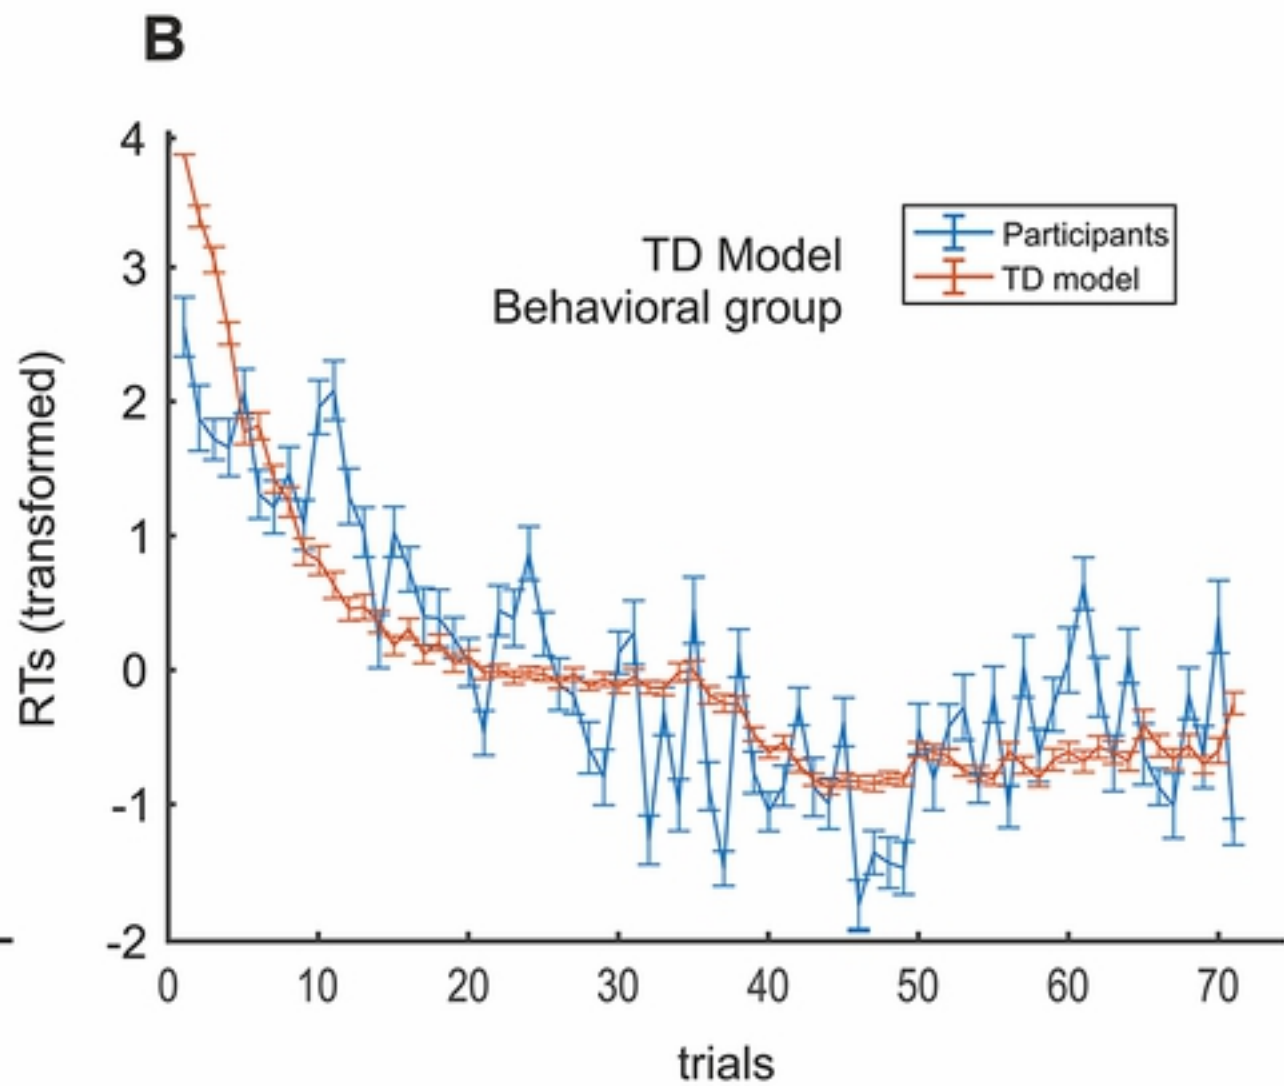 B
4
3
2
1
0
-1
-2
RTs (transformed)
TD Model
Behavioral group
Participants
TD model
0 10 20 30 40 50 60 70
trials